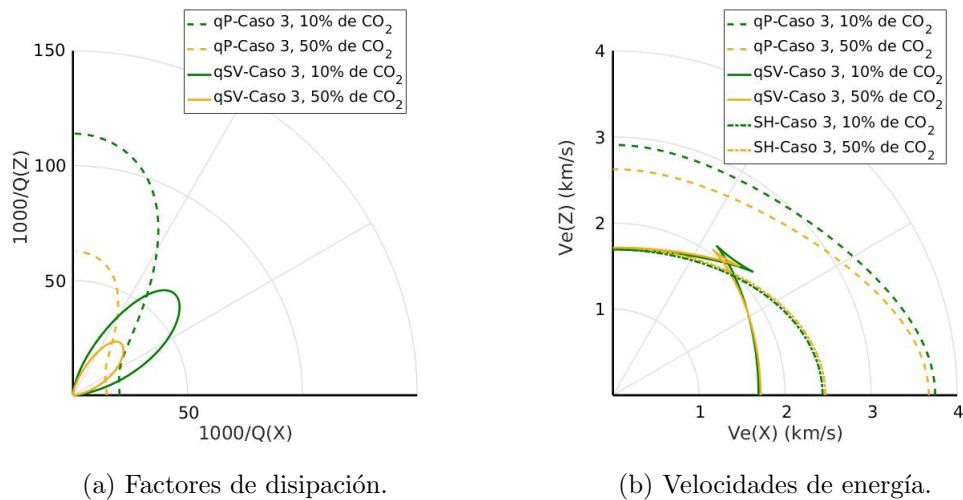 qP-Caso 3, 10% de CO2
qP-Caso 3, 50% de CO2
qSV-Caso 3, 10% de CO2
qSV-Caso 3, 50% de CO2
150
100
50
1000/Q(Z)
50
1000/Q(X)
(a) Factores de disipación.
qP-Caso 3, 10% de CO2
qP-Caso 3, 50% de CO2
qSV-Caso 3, 10% de CO2
qSV-Caso 3, 50% de CO2
SH-Caso 3, 10% de CO2
SH-Caso 3, 50% de CO2
4
3
2
1
Ve(Z) (km/s)
1 2 3 4
Ve(X) (km/s)
(b) Velocidades de energía.